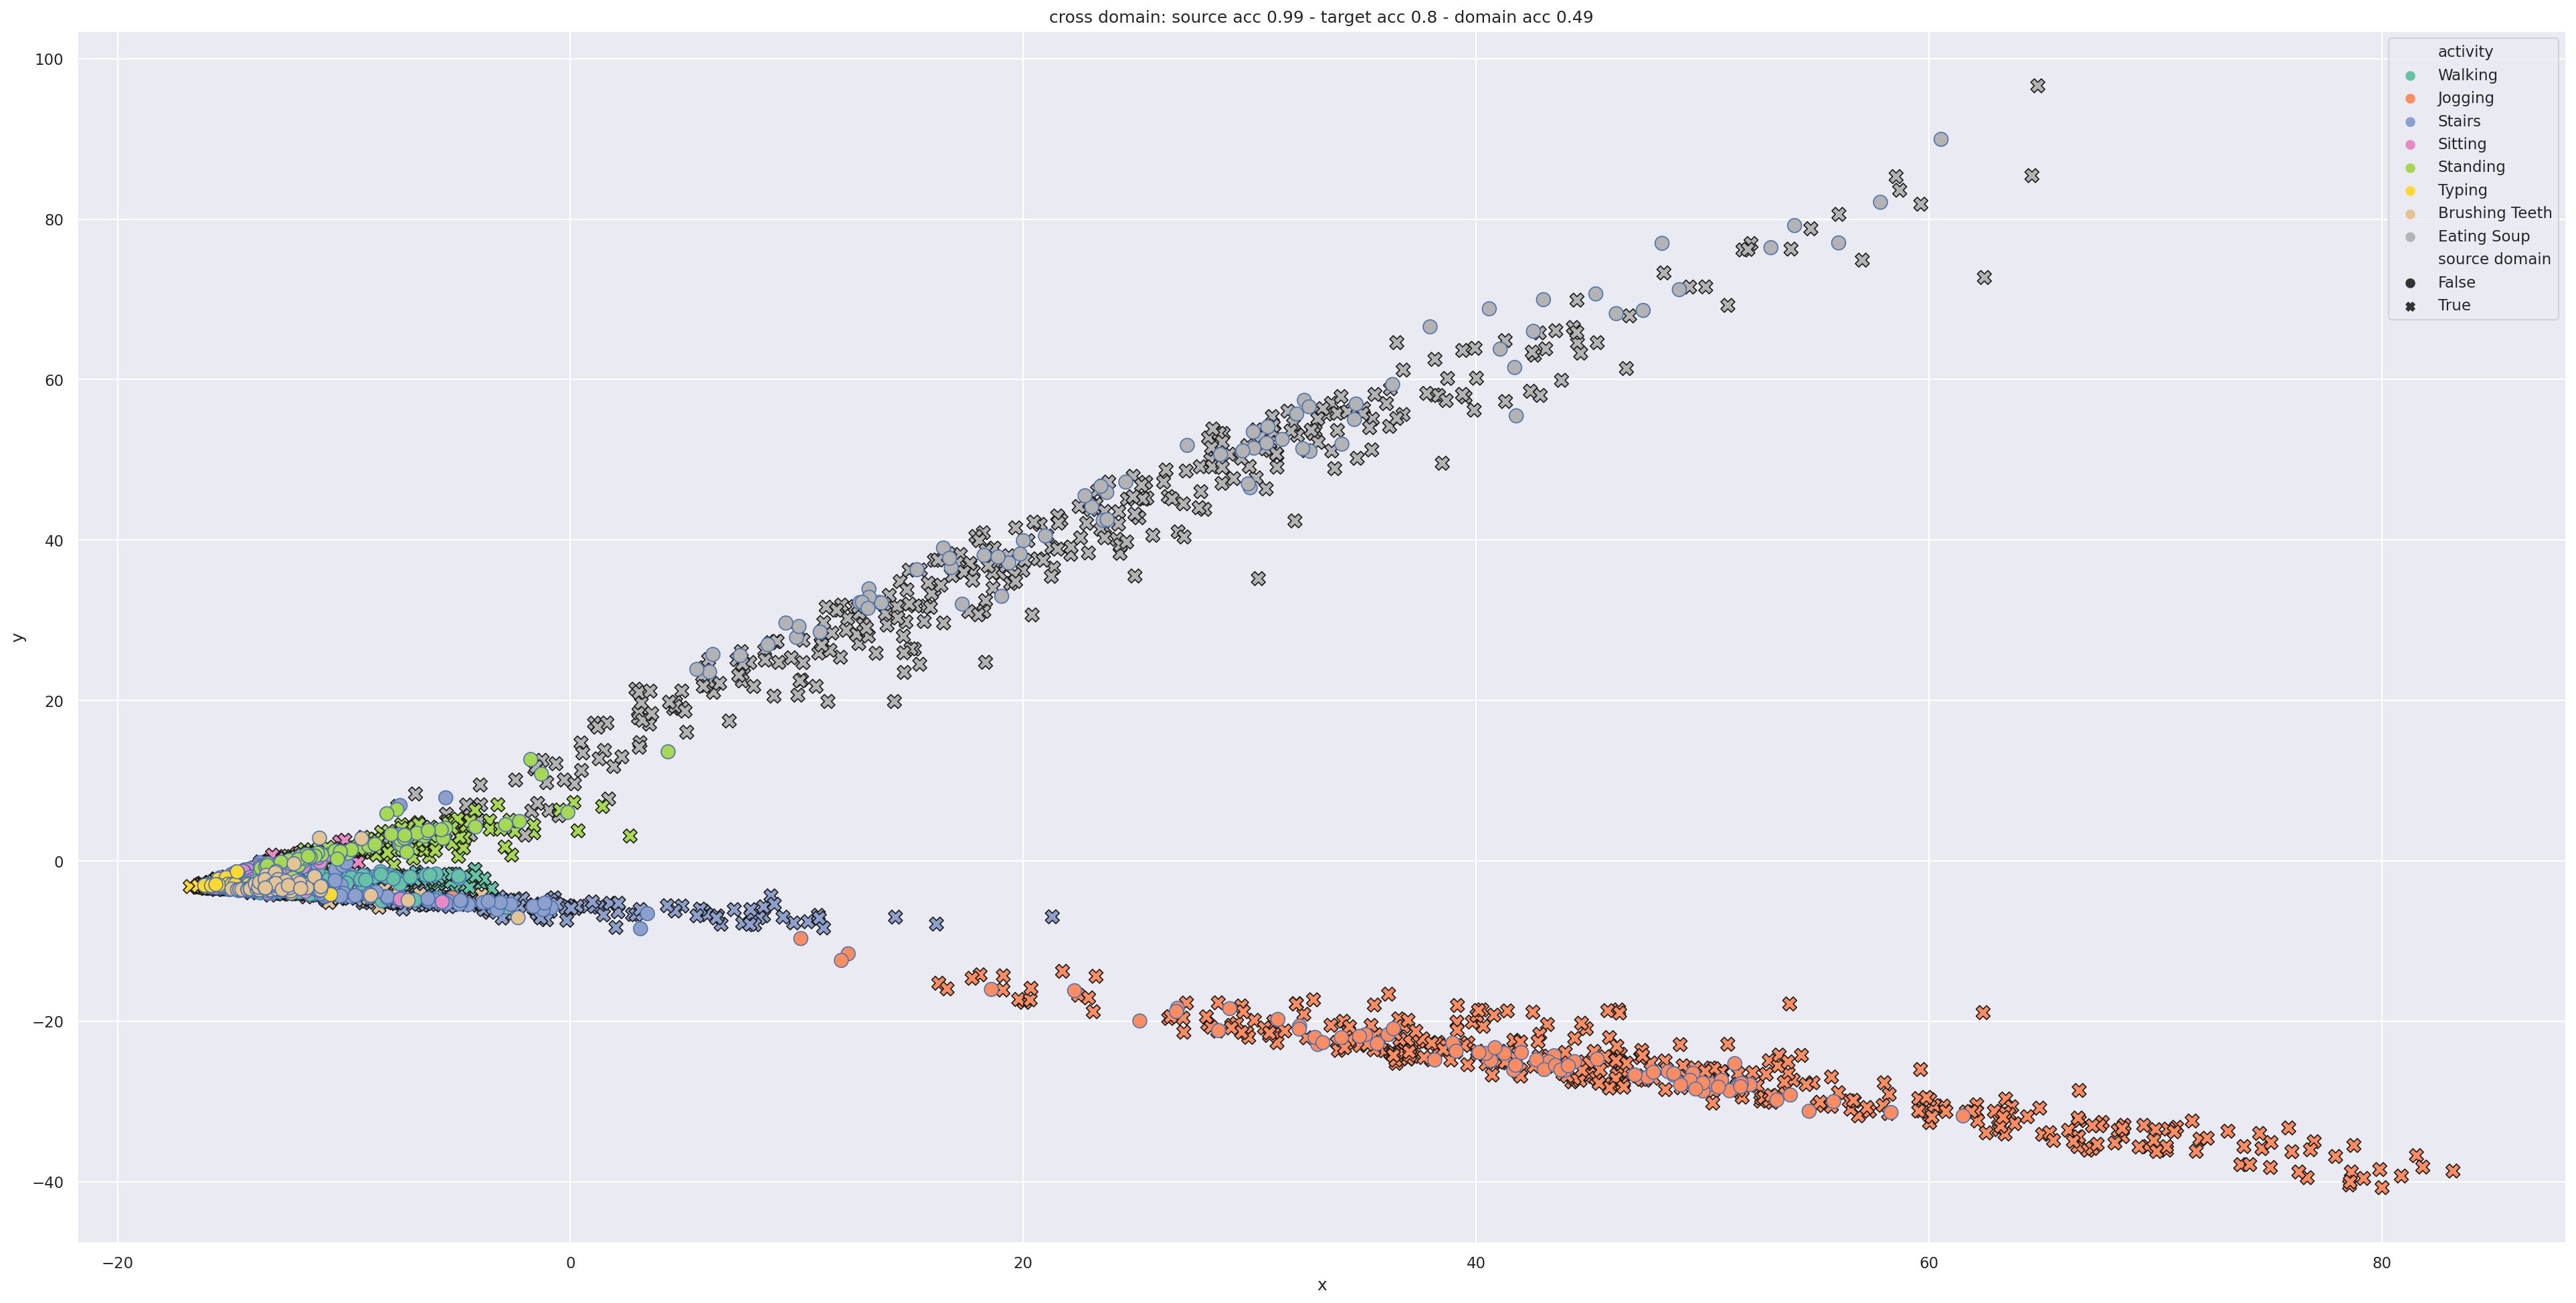 cross domain: source acc 0.99 - target acc 0.8 - domain acc 0.49
100
80
60
40
20
0
−20
−40
y
−20
0
20
40
60
80
x
activity
Walking
Jogging
Stairs
Sitting
Standing
Typing
Brushing Teeth
Eating Soup
source domain
False
True